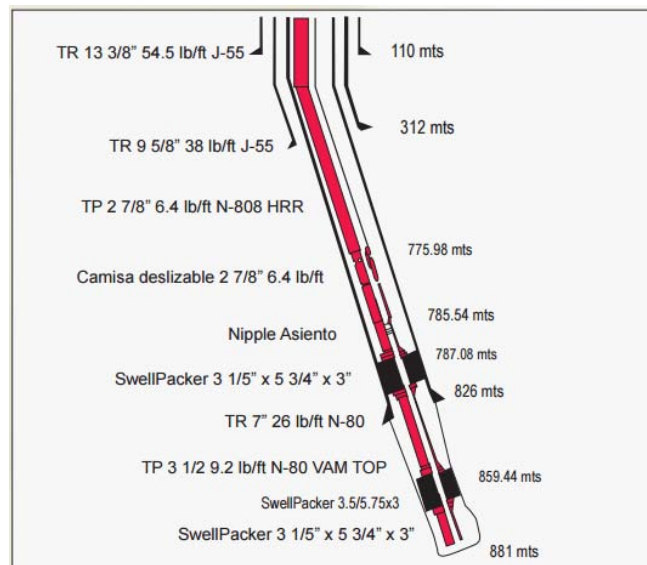 TR 13 3/8” 54.5 lb/ft J-55
110 mts
312 mts
TR 9 5/8” 38 lb/ft J-55
TP 2 7/8” 6.4 lb/ft N-808 HRR
775.98 mts
Camisa deslizable 2 7/8” 6.4 lb/ft
785.54 mts
Nipple Asiento
787.08 mts
SwellPacker 3 1/5” x 5 3/4” x 3”
826 mts
TR 7” 26 lb/ft N-80
TP 3 1/2 9.2 lb/ft N-80 VAM TOP
859.44 mts
SwellPacker 3.5/5.75x3
SwellPacker 3 1/5” x 5 3/4” x 3”
881 mts